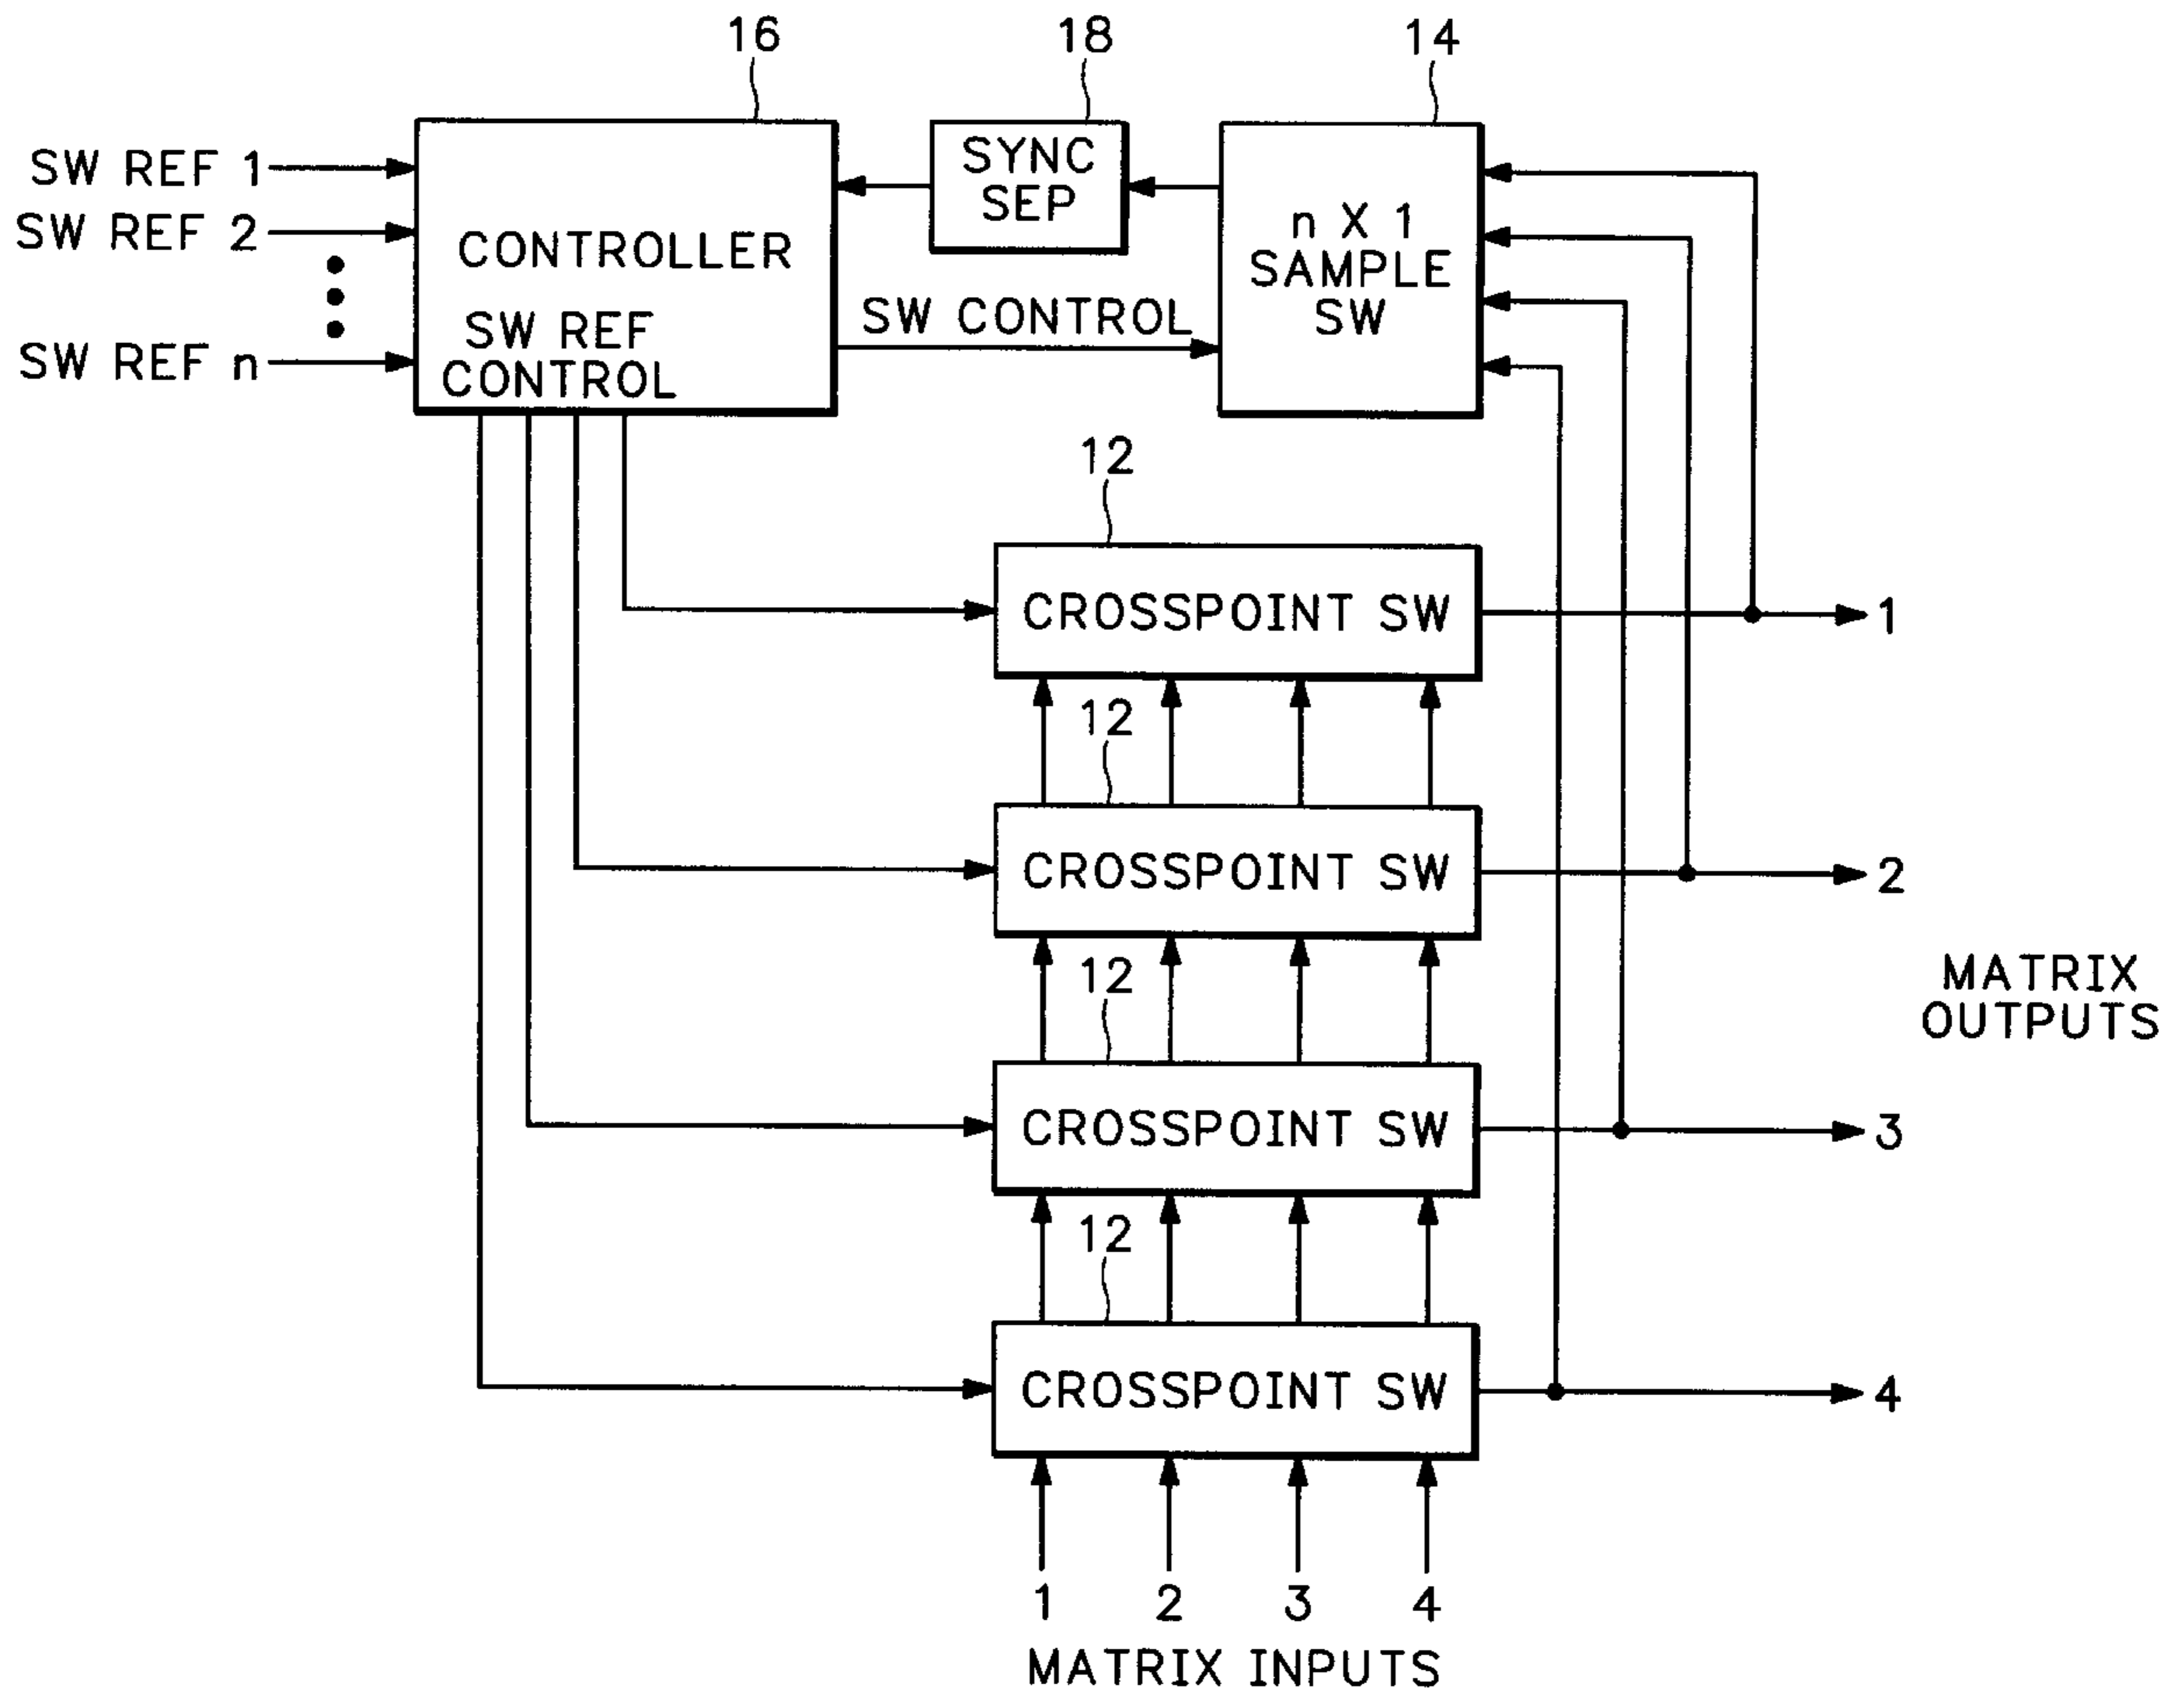 16
18
14
SW REF 1
SW REF 2
SW REF n
CONTROLLER
SW REF
CONTROL
SYNC
SEP
SW CONTROL
n X 1
SAMPLE
SW
12
CROSSPOINT SW
1
12
CROSSPOINT SW
2
MATRIX
OUTPUTS
12
CROSSPOINT SW
3
12
CROSSPOINT SW
4
1 2 3 4
MATRIX INPUTS